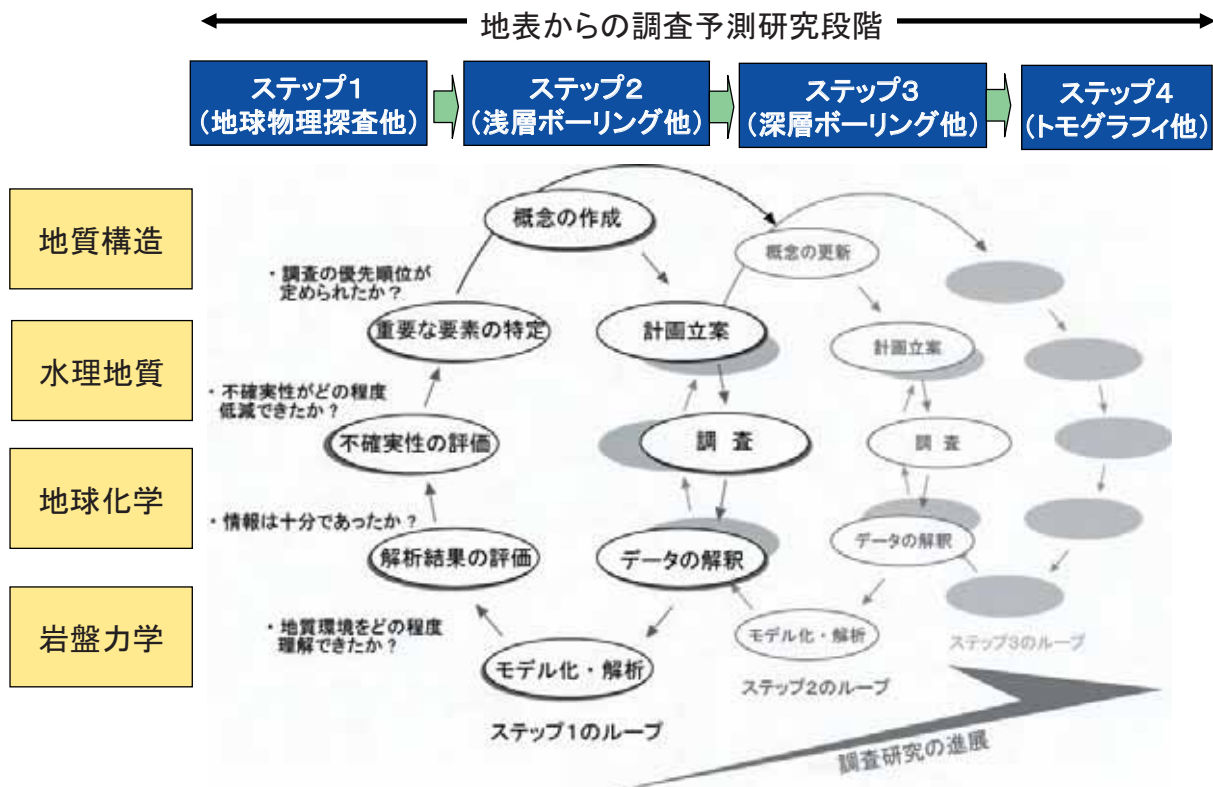 地表からの調査予測研究段階
ステップ1
(地球物理探査他)
ステップ2
(浅層ボーリング他)
ステップ3
(深層ボーリング他)
ステップ4
(トモグラフィ他)
地質構造
水理地質
地球化学
岩盤力学
概念の作成
・調査の優先順位が
定められたか？
重要な要素の特定
計画立案
・不確実性がどの程度
低減できたか？
不確実性の評価
調 査
・情報は十分であったか？
解析結果の評価
データの解釈
・地質環境をどの程度
理解できたか？
モデル化・解析
ステップ1のループ
概念の更新
計画立案
調 査
データの解釈
モデル化・解析
ステップ2のループ
ステップ3のループ
調査研究の進展